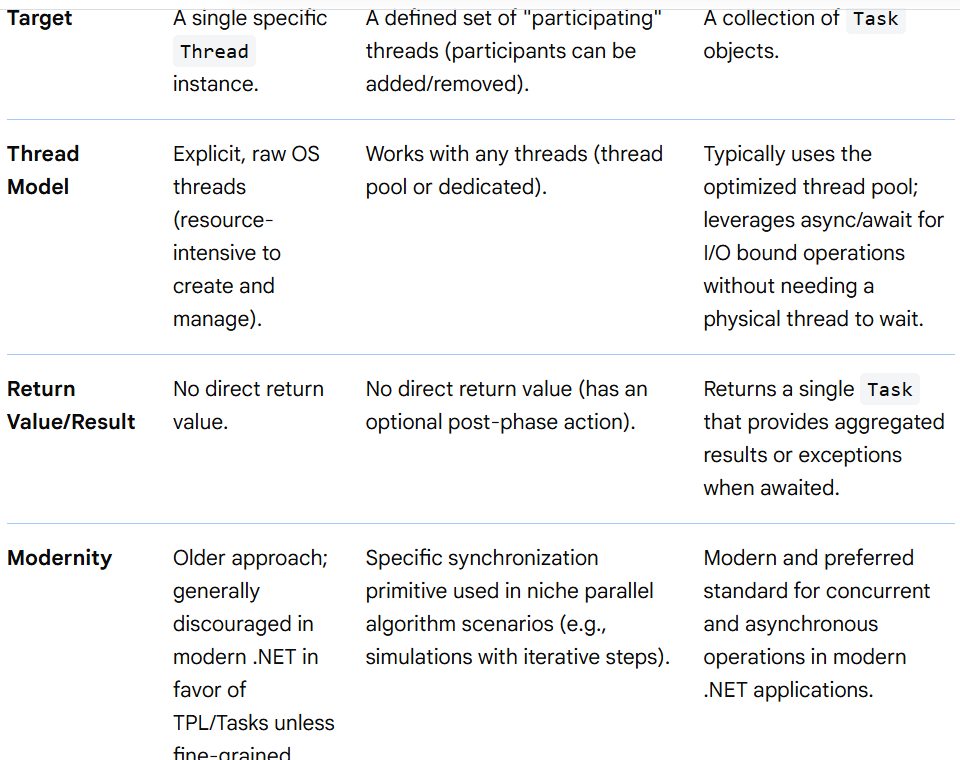 Target
A single specific
Thread
instance.
A defined set of "participating"
threads (participants can be
added/removed).
A collection of Task
objects.
Thread
Model
Explicit, raw OS
threads
(resource-
intensive to
create and
manage).
Works with any threads (thread
pool or dedicated).
Typically uses the
optimized thread pool;
leverages async/await for
I/O bound operations
without needing a
physical thread to wait.
Return
Value/Result
No direct return
value.
No direct return value (has an
optional post-phase action).
Returns a single Task
that provides aggregated
results or exceptions
when awaited.
Modernity
Older approach;
generally
discouraged in
modern .NET in
favor of
TPL/Tasks unless
fine-grained
Specific synchronization
primitive used in niche parallel
algorithm scenarios (e.g.,
simulations with iterative steps).
Modern and preferred
standard for concurrent
and asynchronous
operations in modern
.NET applications.